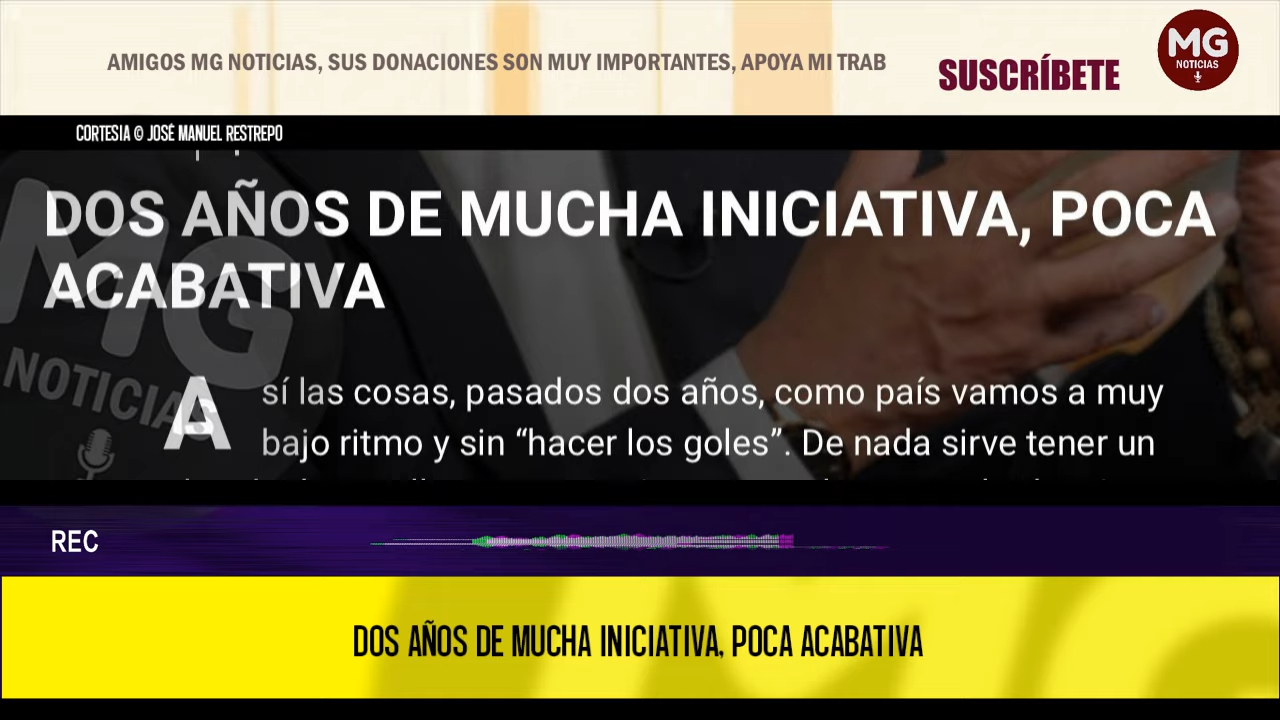 AMIGOS MG NOTICIAS, SUS DONACIONES SON MUY IMPORTANTES, APOYA MI TRAB
SUSCRÍBETE
MG
NOTICIAS
CORTESIA © JOSÉ MANUEL RESTREPO
DOS AÑOS DE MUCHA INICIATIVA, POCA
ACABATIVA
MG
NOTICIAS
Así las cosas, pasados dos años, como país vamos a muy
bajo ritmo y sin “hacer los goles”. De nada sirve tener un
REC
DOS AÑOS DE MUCHA INICIATIVA, POCA ACABATIVA